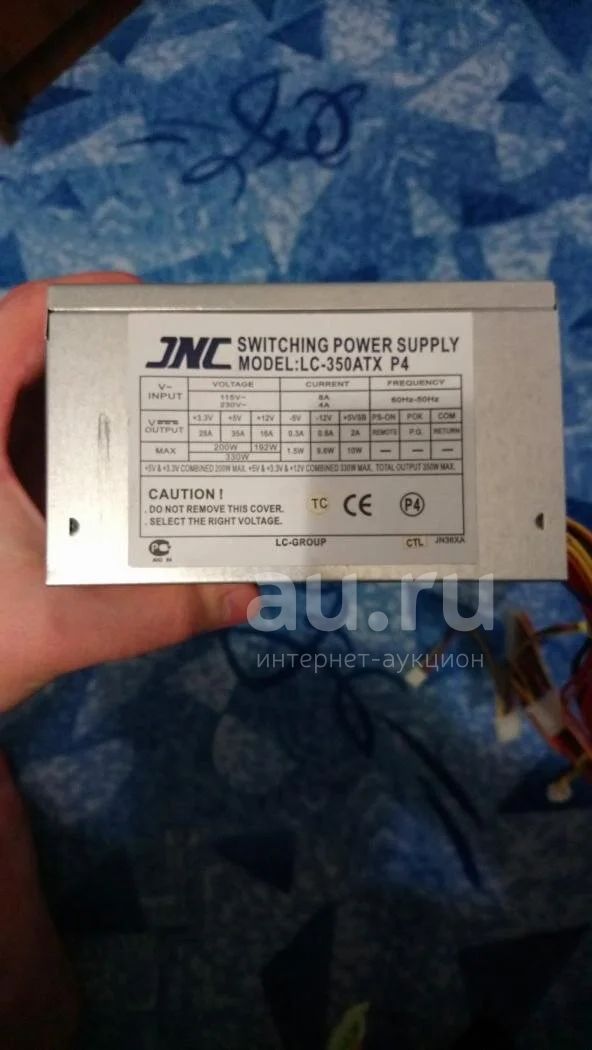 JNC SWITCHING POWER SUPPLY
MODEL:LC-350ATX P4
V~ INPUT VOLTAGE CURRENT FREQUENCY
115V~ 8A 60Hz-50Hz
230V~ 4A
V OUTPUT +3.3V +5V +12V -5V -12V +5VSB PS-ON POK COM
28A 35A 16A 0.3A 0.8A 2A REMOTE P.G. RETURN
MAX 200W 192W 1.5W 9.6W 10W — — —
330W
+5V & +3.3V COMBINED 200W MAX. +5V & +3.3V & +12V COMBINED 330W MAX. TOTAL OUTPUT 350W MAX.
CAUTION !
. DO NOT REMOVE THIS COVER.
. SELECT THE RIGHT VOLTAGE.
TC CE P4
LC-GROUP CTL JN36XA
au.ru
интернет-аукцион